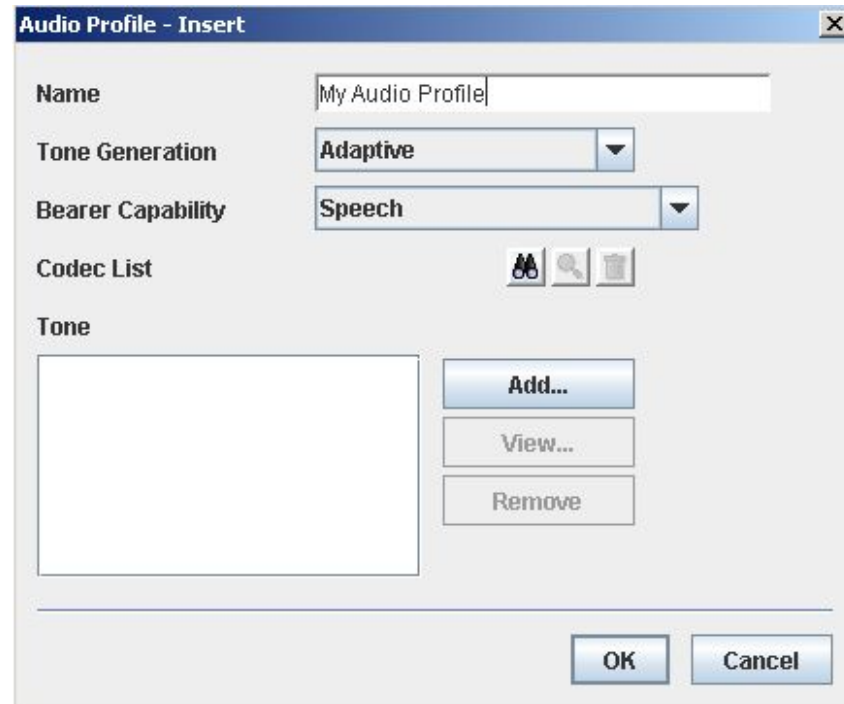 Audio Profile - Insert
Name My Audio Profile
Tone Generation Adaptive
Bearer Capability Speech
Codec List
Tone
Add...
View...
Remove
OK Cancel